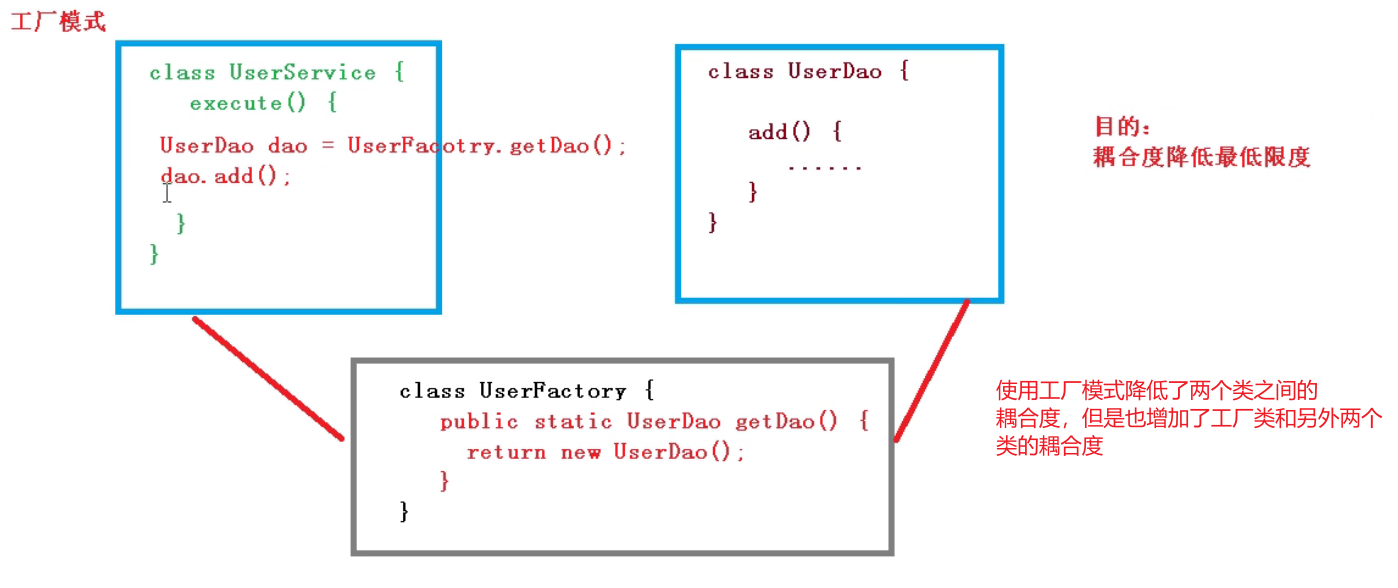 工厂模式
class UserService {
execute() {
UserDao dao = UserFacotry.getDao();
dao.add();
}
}
class UserDao {
add() {
......
}
}
目的：
耦合度降低最低限度
class UserFactory {
public static UserDao getDao() {
return new UserDao();
}
}
使用工厂模式降低了两个类之间的
耦合度，但是也增加了工厂类和另外两个
类的耦合度